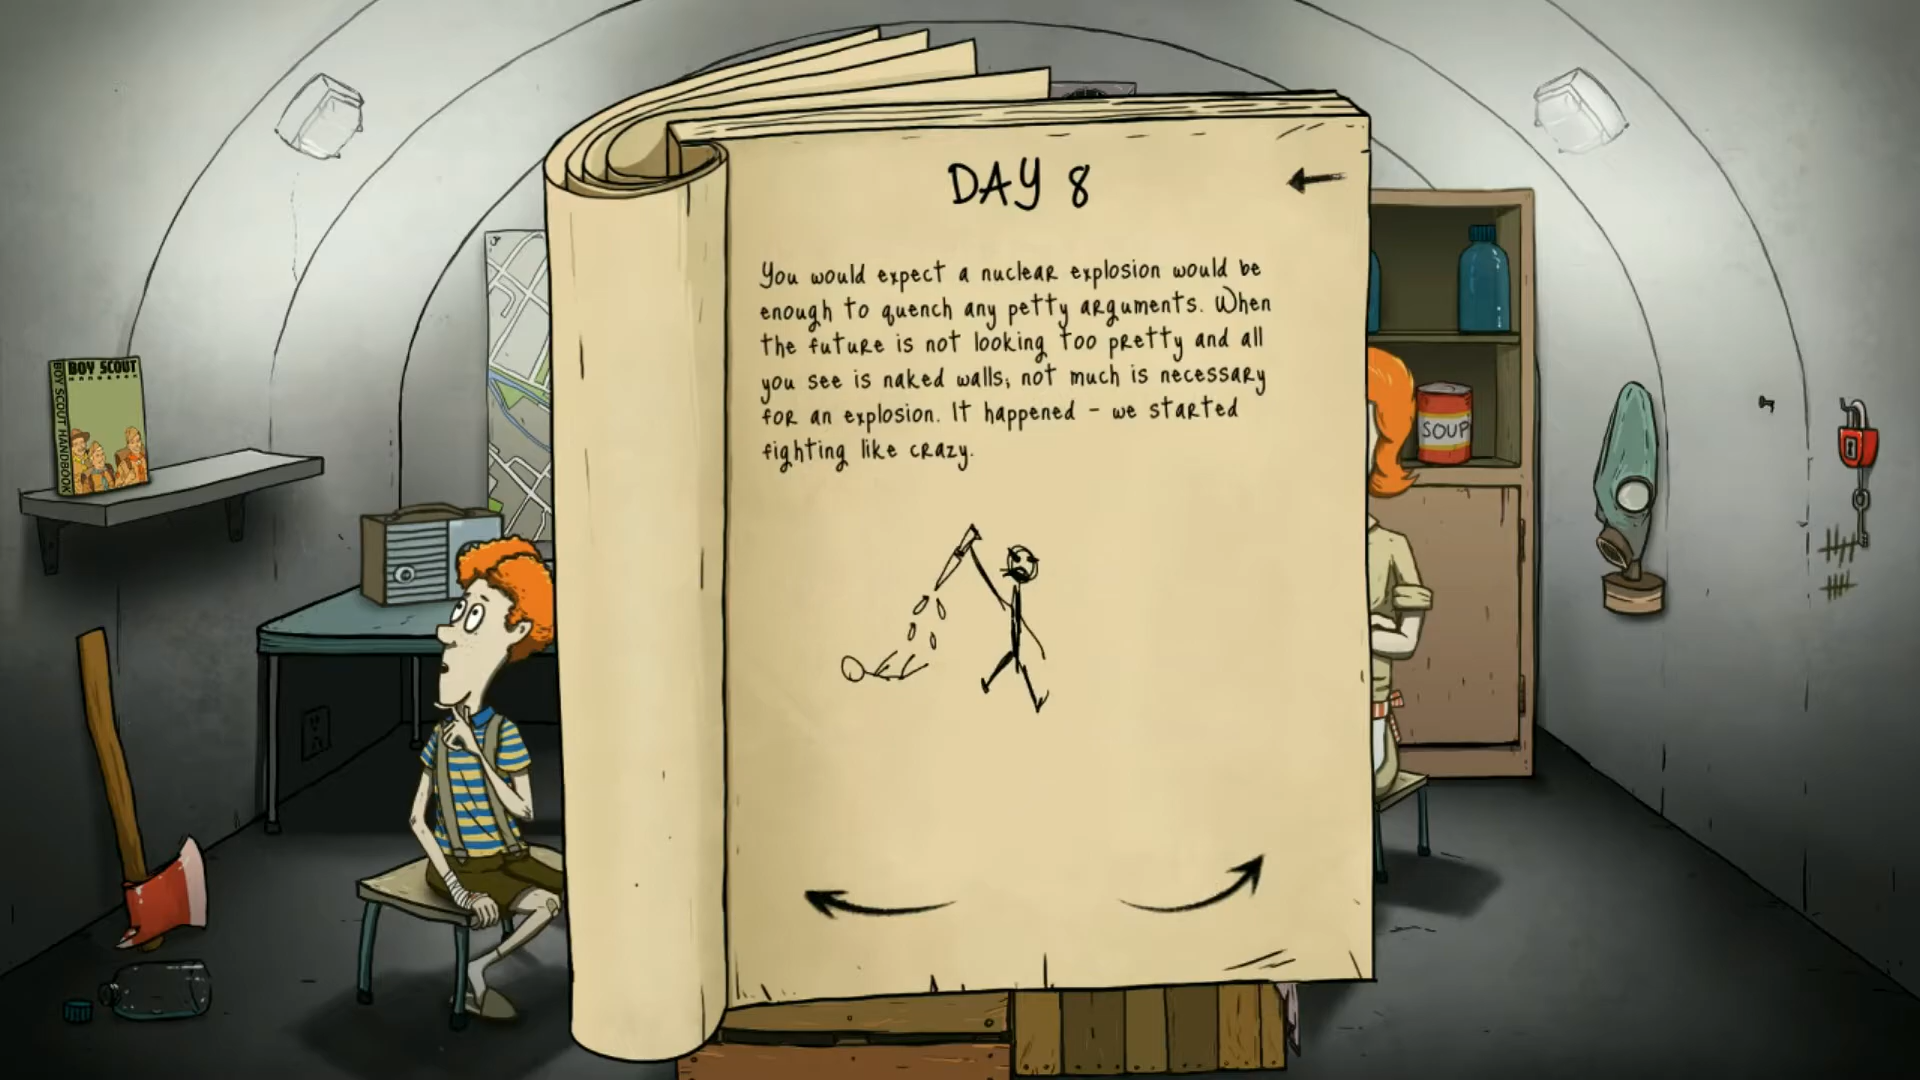 DAY 8
You would expect a nuclear explosion would be
enough to quench any petty arguments. When
the future is not looking too pretty and all
you see is naked walls, not much is necessary
for an explosion. It happened - we started
fighting like crazy.
BOY SCOUT
HANDBOOK
BOY SCOUT HANDBOOK
SOUP